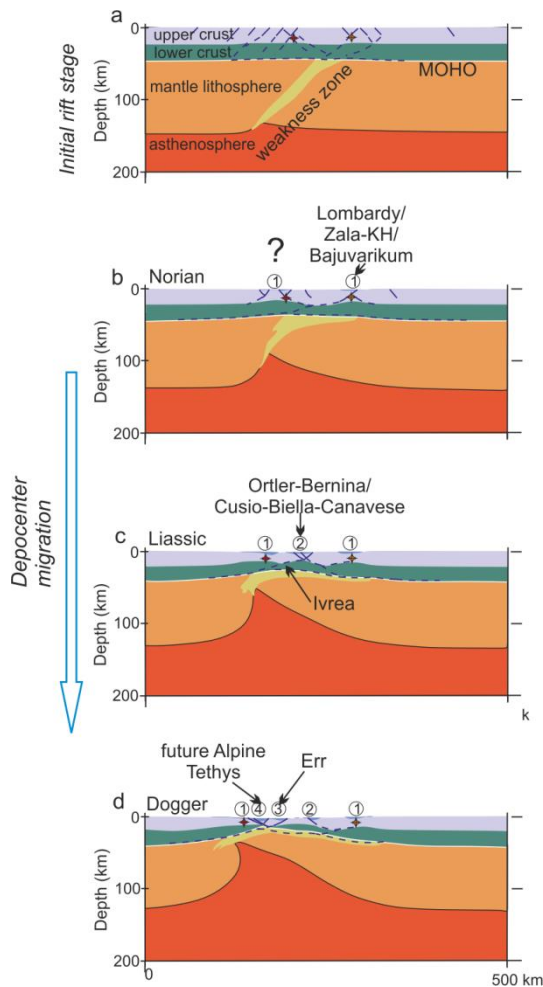 a
Initial rift stage
Depth (km)
0
100
200
upper crust
lower crust
MOHO
mantle lithosphere
weakness zone
asthenosphere
Lombardy/
Zala-KH/
Bajuvarikum
?
b
Norian
1
1
Depth (km)
0
100
200
Depocenter
migration
Ortler-Bernina/
Cusio-Biella-Canavese
c
Liassic
1
2
1
Ivrea
Depth (km)
0
100
200
k
future Alpine
Tethys
Err
d
Dogger
1
4
3
2
1
Depth (km)
0
100
200
0
500 km